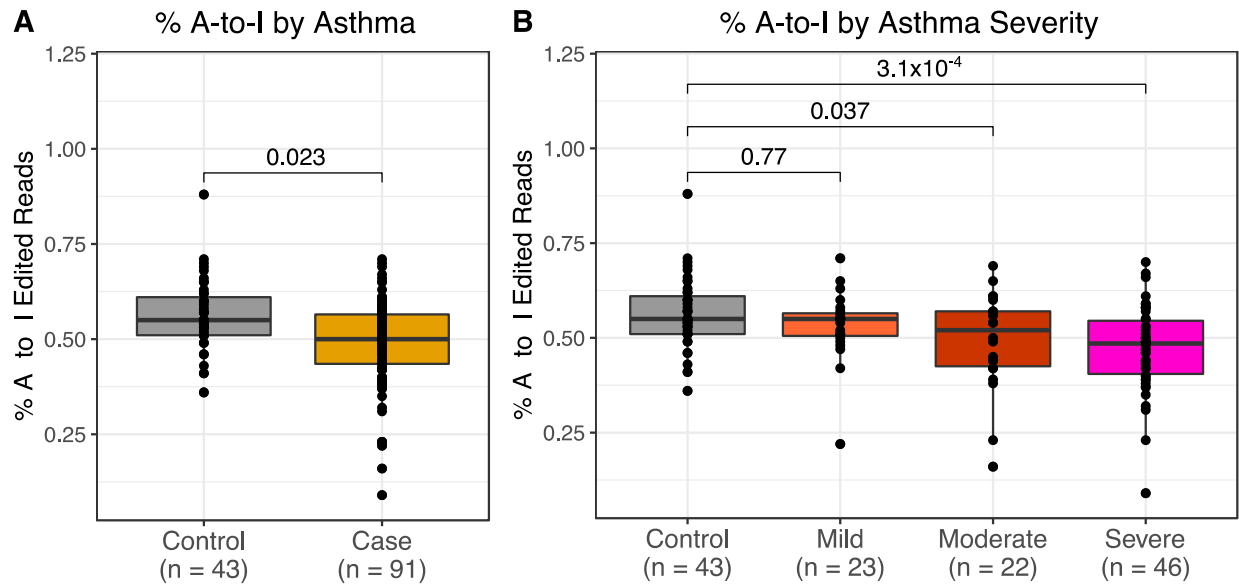 A
% A-to-I by Asthma
% A to I Edited Reads
1.25
1.00
0.75
0.50
0.25
0.023
Control
(n = 43)
Case
(n = 91)
B
% A-to-I by Asthma Severity
% A to I Edited Reads
1.25
1.00
0.75
0.50
0.25
3.1x10⁻⁴
0.037
0.77
Control
(n = 43)
Mild
(n = 23)
Moderate
(n = 22)
Severe
(n = 46)